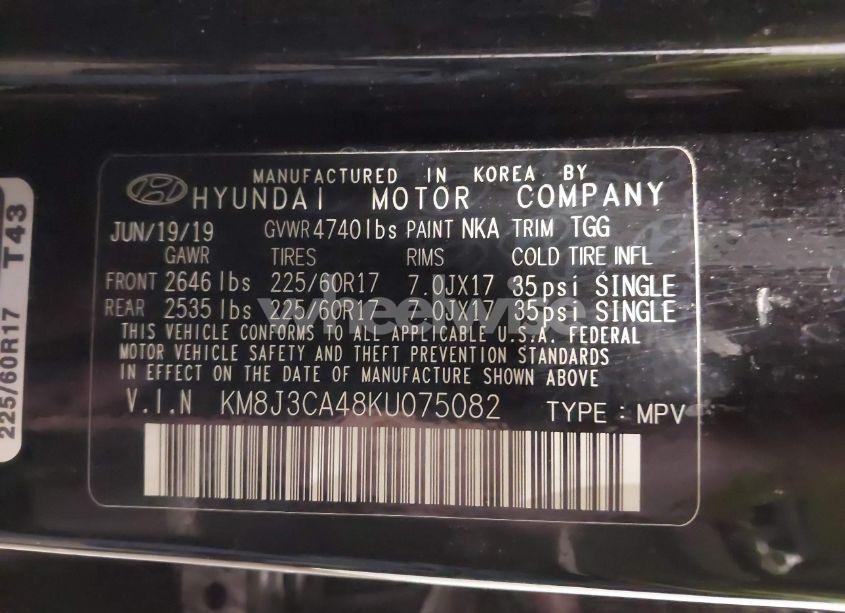 MANUFACTURED IN KOREA BY
HYUNDAI MOTOR COMPANY
JUN/19/19 GVWR 4740lbs PAINT NKA TRIM TGG
GAWR TIRES RIMS COLD TIRE INFL
FRONT 2646 lbs 225/60R17 7.0JX17 35psi SINGLE
REAR 2535 lbs 225/60R17 7.0JX17 35psi SINGLE
THIS VEHICLE CONFORMS TO ALL APPLICABLE U.S.A. FEDERAL
MOTOR VEHICLE SAFETY AND THEFT PREVENTION STANDARDS
IN EFFECT ON THE DATE OF MANUFACTURE SHOWN ABOVE
V.I.N KM8J3CA48KU075082 TYPE : MPV
225/60R17 T43